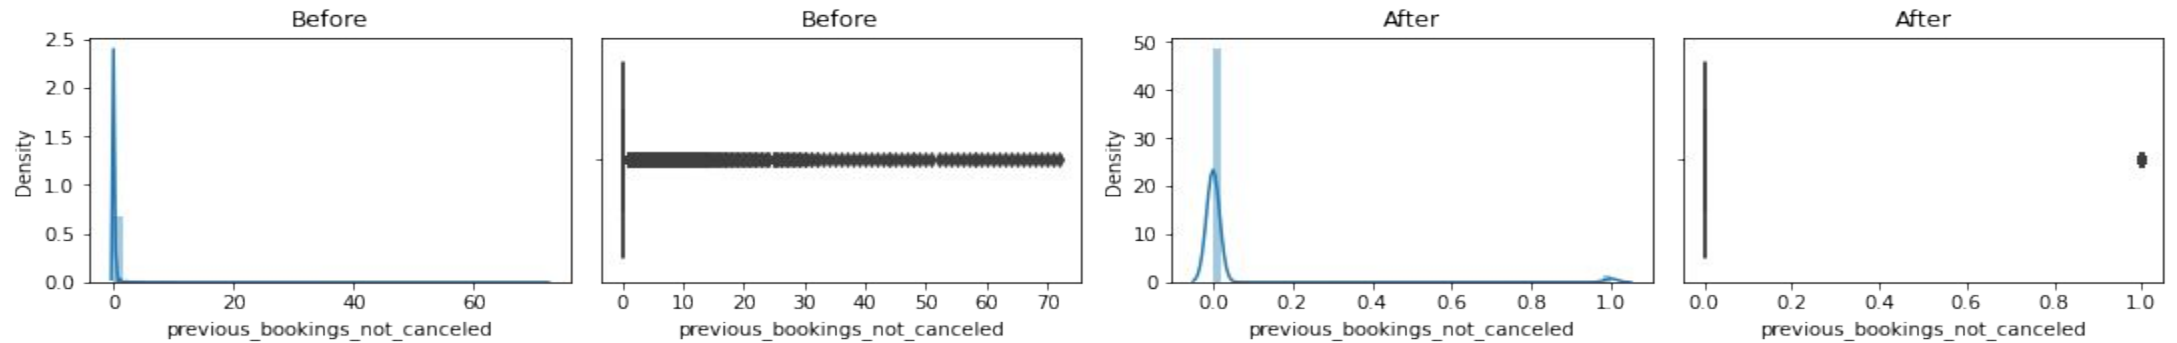 Before
Before
After
After
2.5
2.0
1.5
1.0
0.5
0.0
Density
0 20 40 60
previous_bookings_not_canceled
0 10 20 30 40 50 60 70
previous_bookings_not_canceled
50
40
30
20
10
0
Density
0.0 0.2 0.4 0.6 0.8 1.0
previous_bookings_not_canceled
0.0 0.2 0.4 0.6 0.8 1.0
previous_bookings_not_canceled